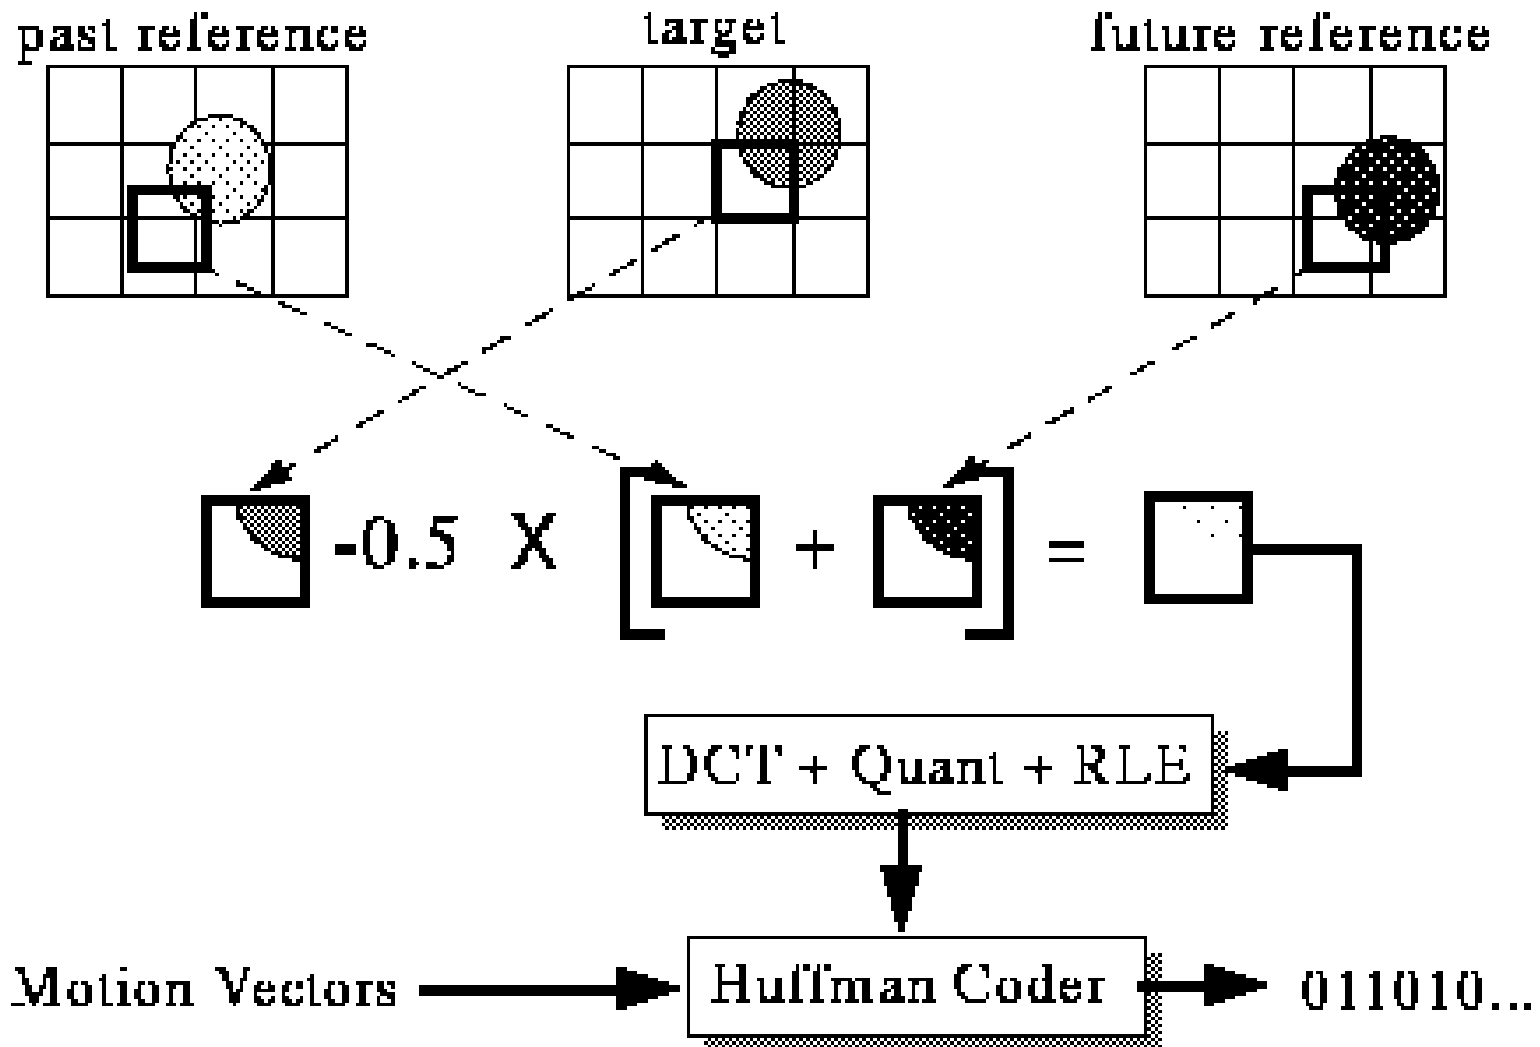 past reference
target
future reference
-0.5 X [ + ] =
DCT + Quant + RLE
Motion Vectors
Huffman Coder
011010...